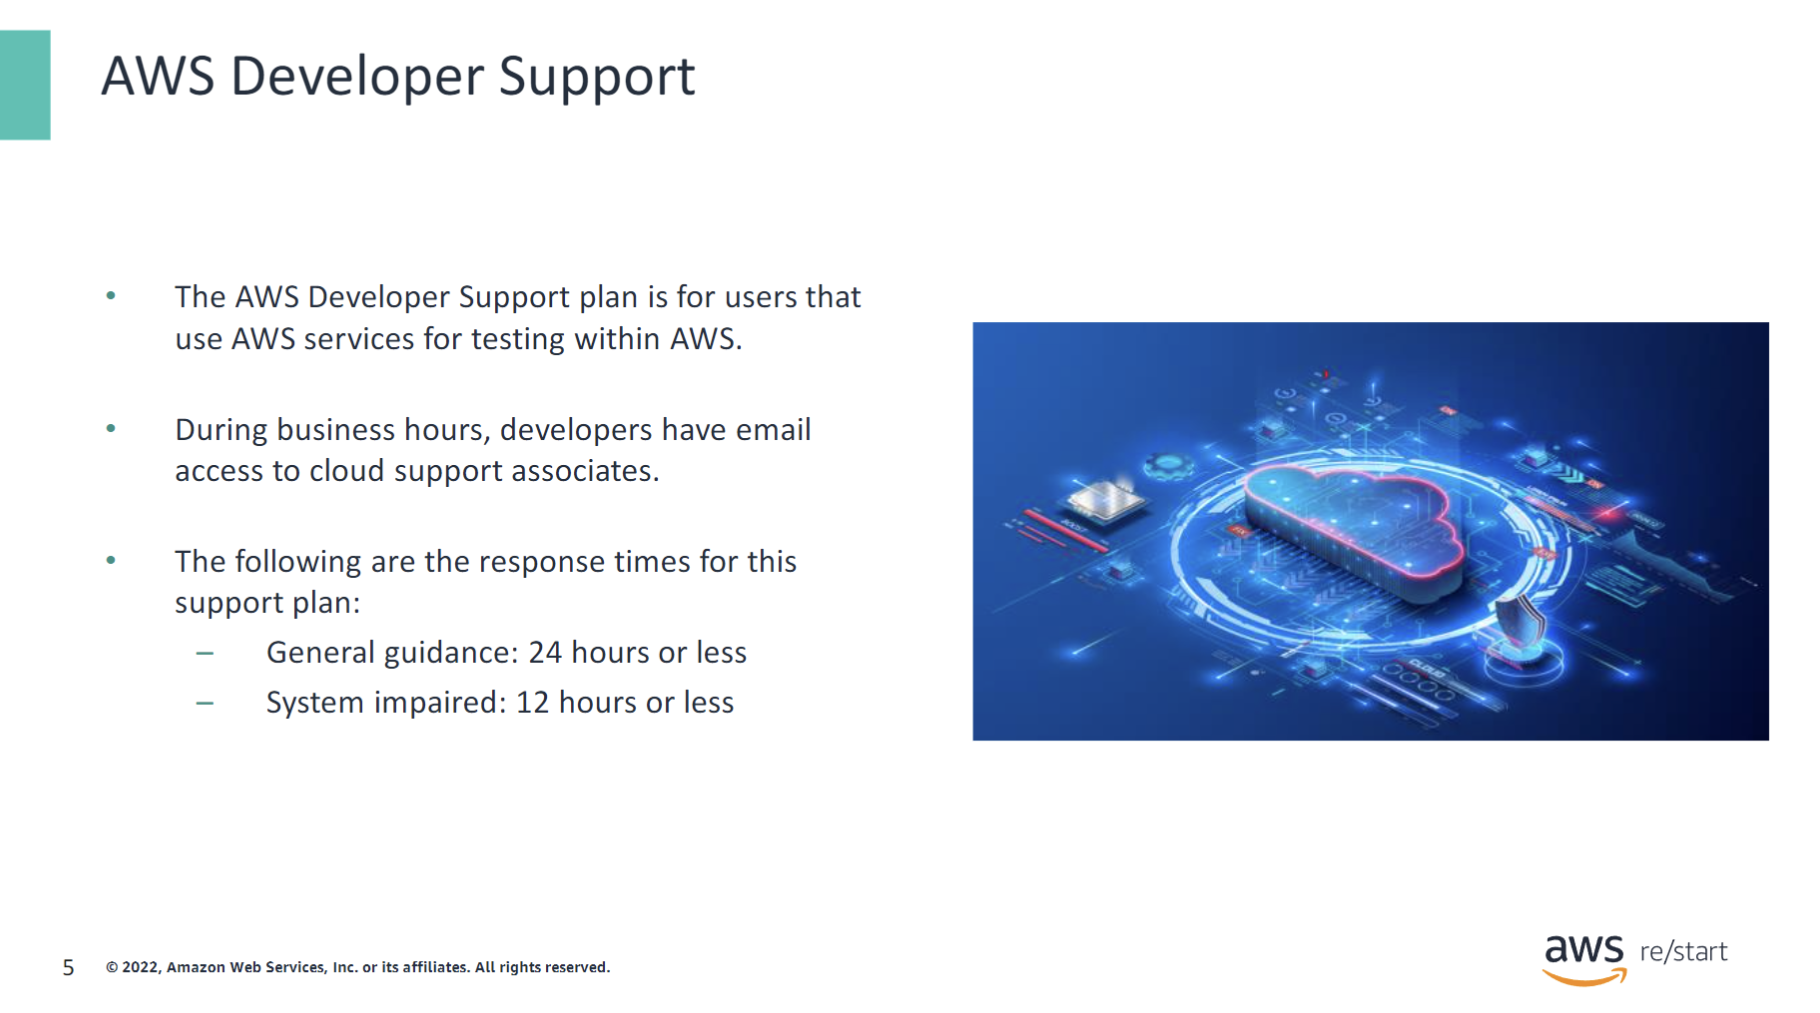 AWS Developer Support
• The AWS Developer Support plan is for users that
use AWS services for testing within AWS.
• During business hours, developers have email
access to cloud support associates.
• The following are the response times for this
support plan:
– General guidance: 24 hours or less
– System impaired: 12 hours or less
BOOST
CLOUD
5 © 2022, Amazon Web Services, Inc. or its affiliates. All rights reserved.
aws re/start